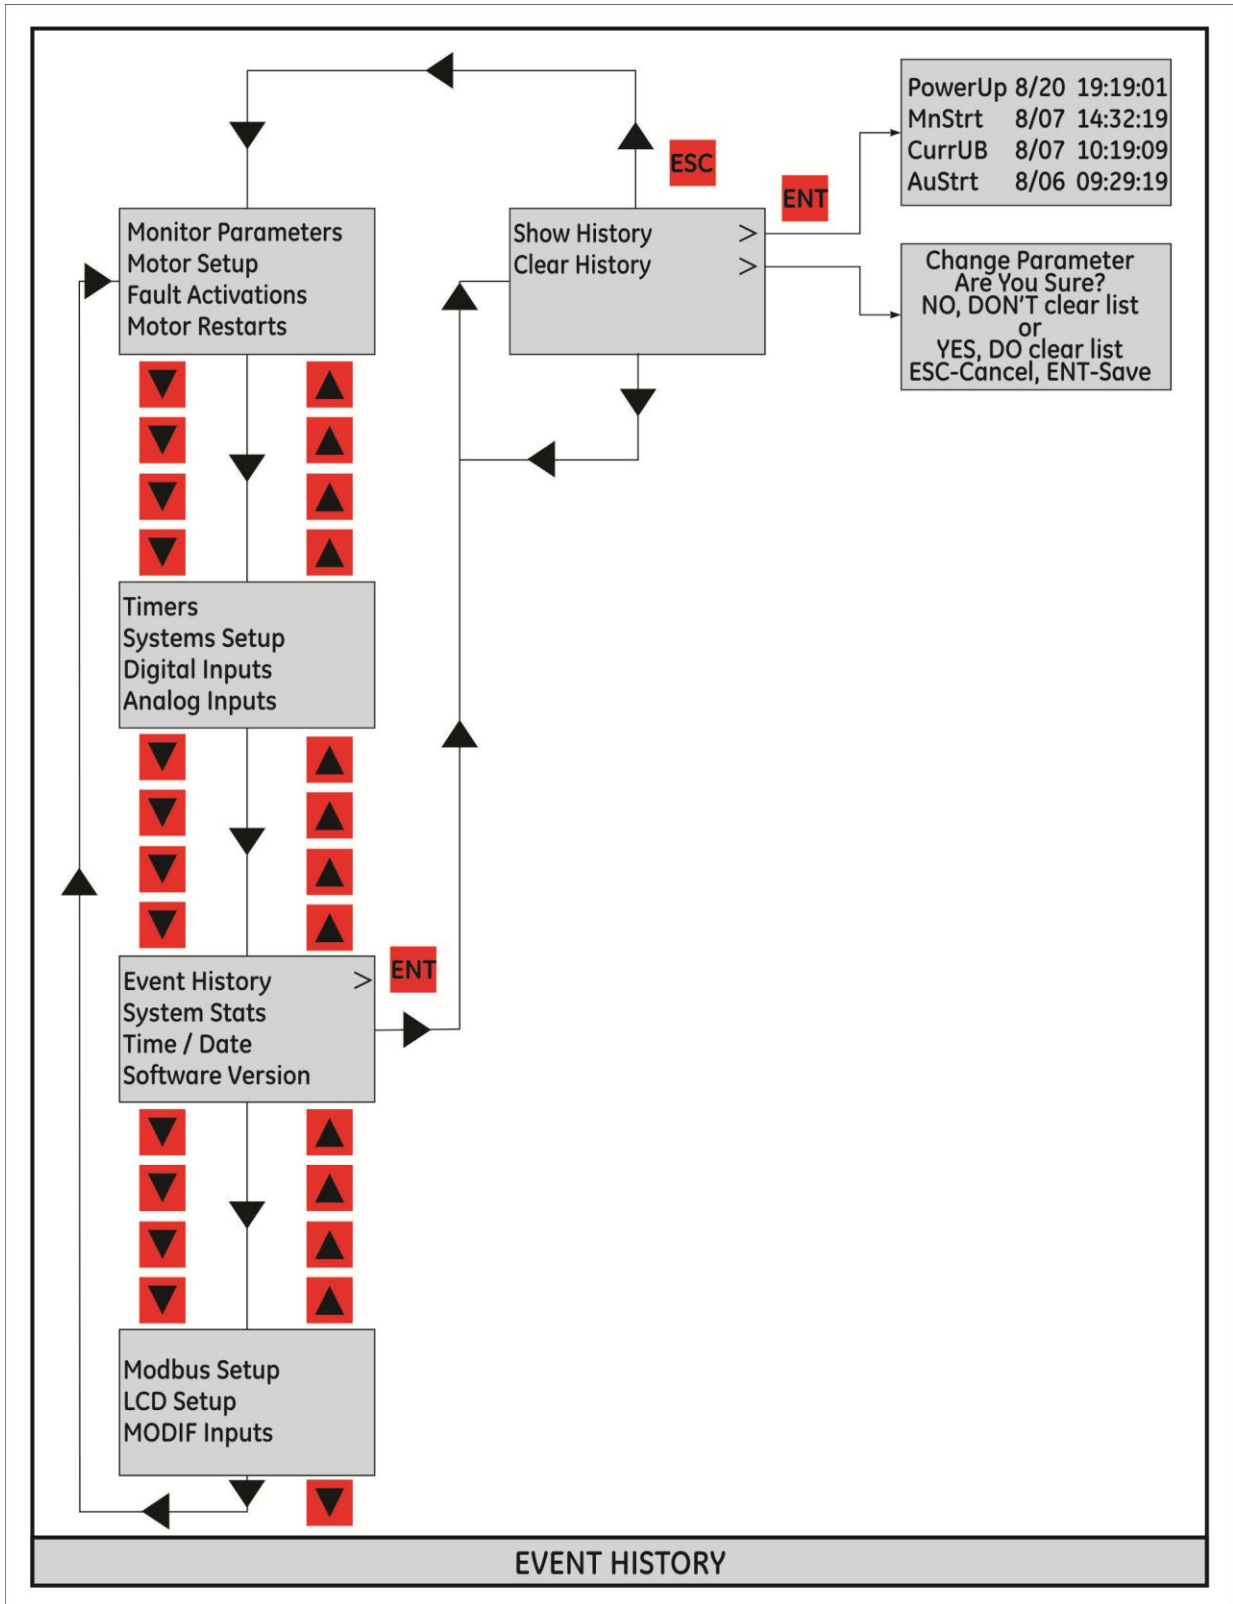 PowerUp 8/20 19:19:01
MnStrt 8/07 14:32:19
CurrUB 8/07 10:19:09
AuStrt 8/06 09:29:19
ESC
ENT
Monitor Parameters
Motor Setup
Fault Activations
Motor Restarts
Show History >
Clear History >
Change Parameter
Are You Sure?
NO, DON'T clear list
or
YES, DO clear list
ESC-Cancel, ENT-Save
Timers
Systems Setup
Digital Inputs
Analog Inputs
Event History >
System Stats
Time / Date
Software Version
ENT
Modbus Setup
LCD Setup
MODIF Inputs
EVENT HISTORY